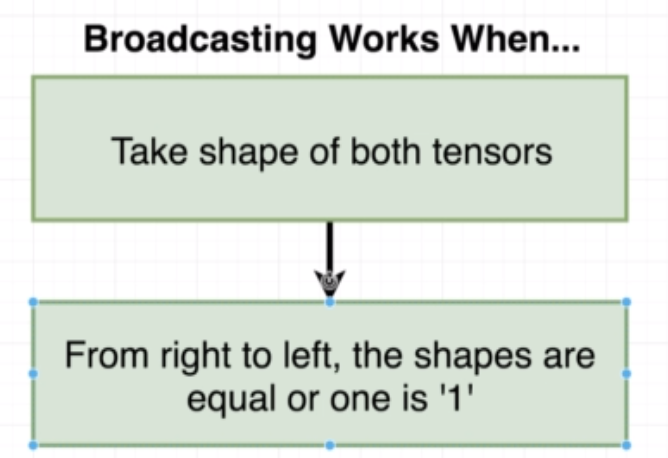 Broadcasting Works When...
Take shape of both tensors
From right to left, the shapes are
equal or one is '1'